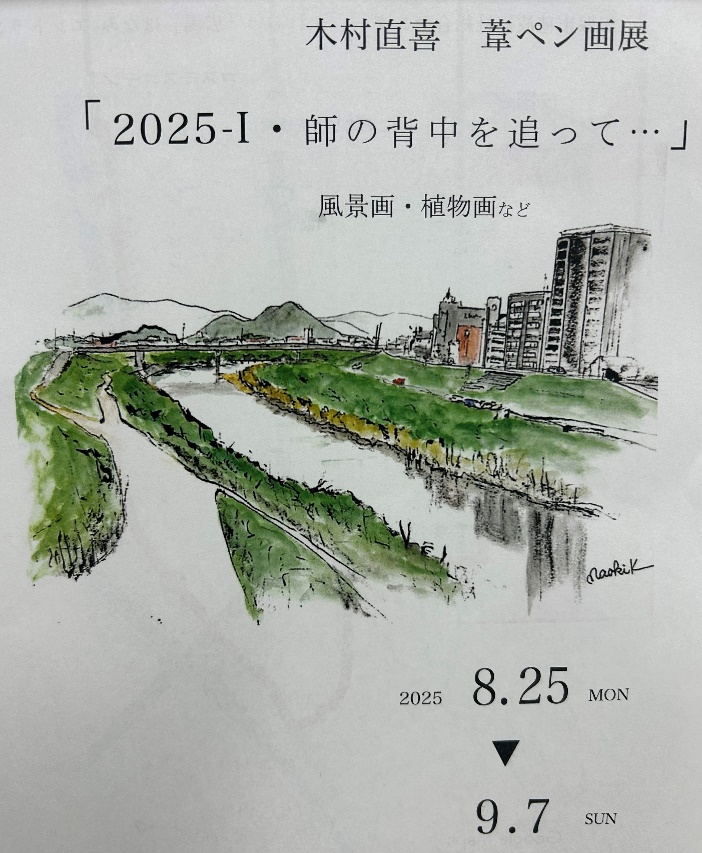 木村直喜 葦ペン画展
「2025-I・師の背中を追って…」
風景画・植物画など
NaokiK
2025 8.25 MON
▼
9.7 SUN